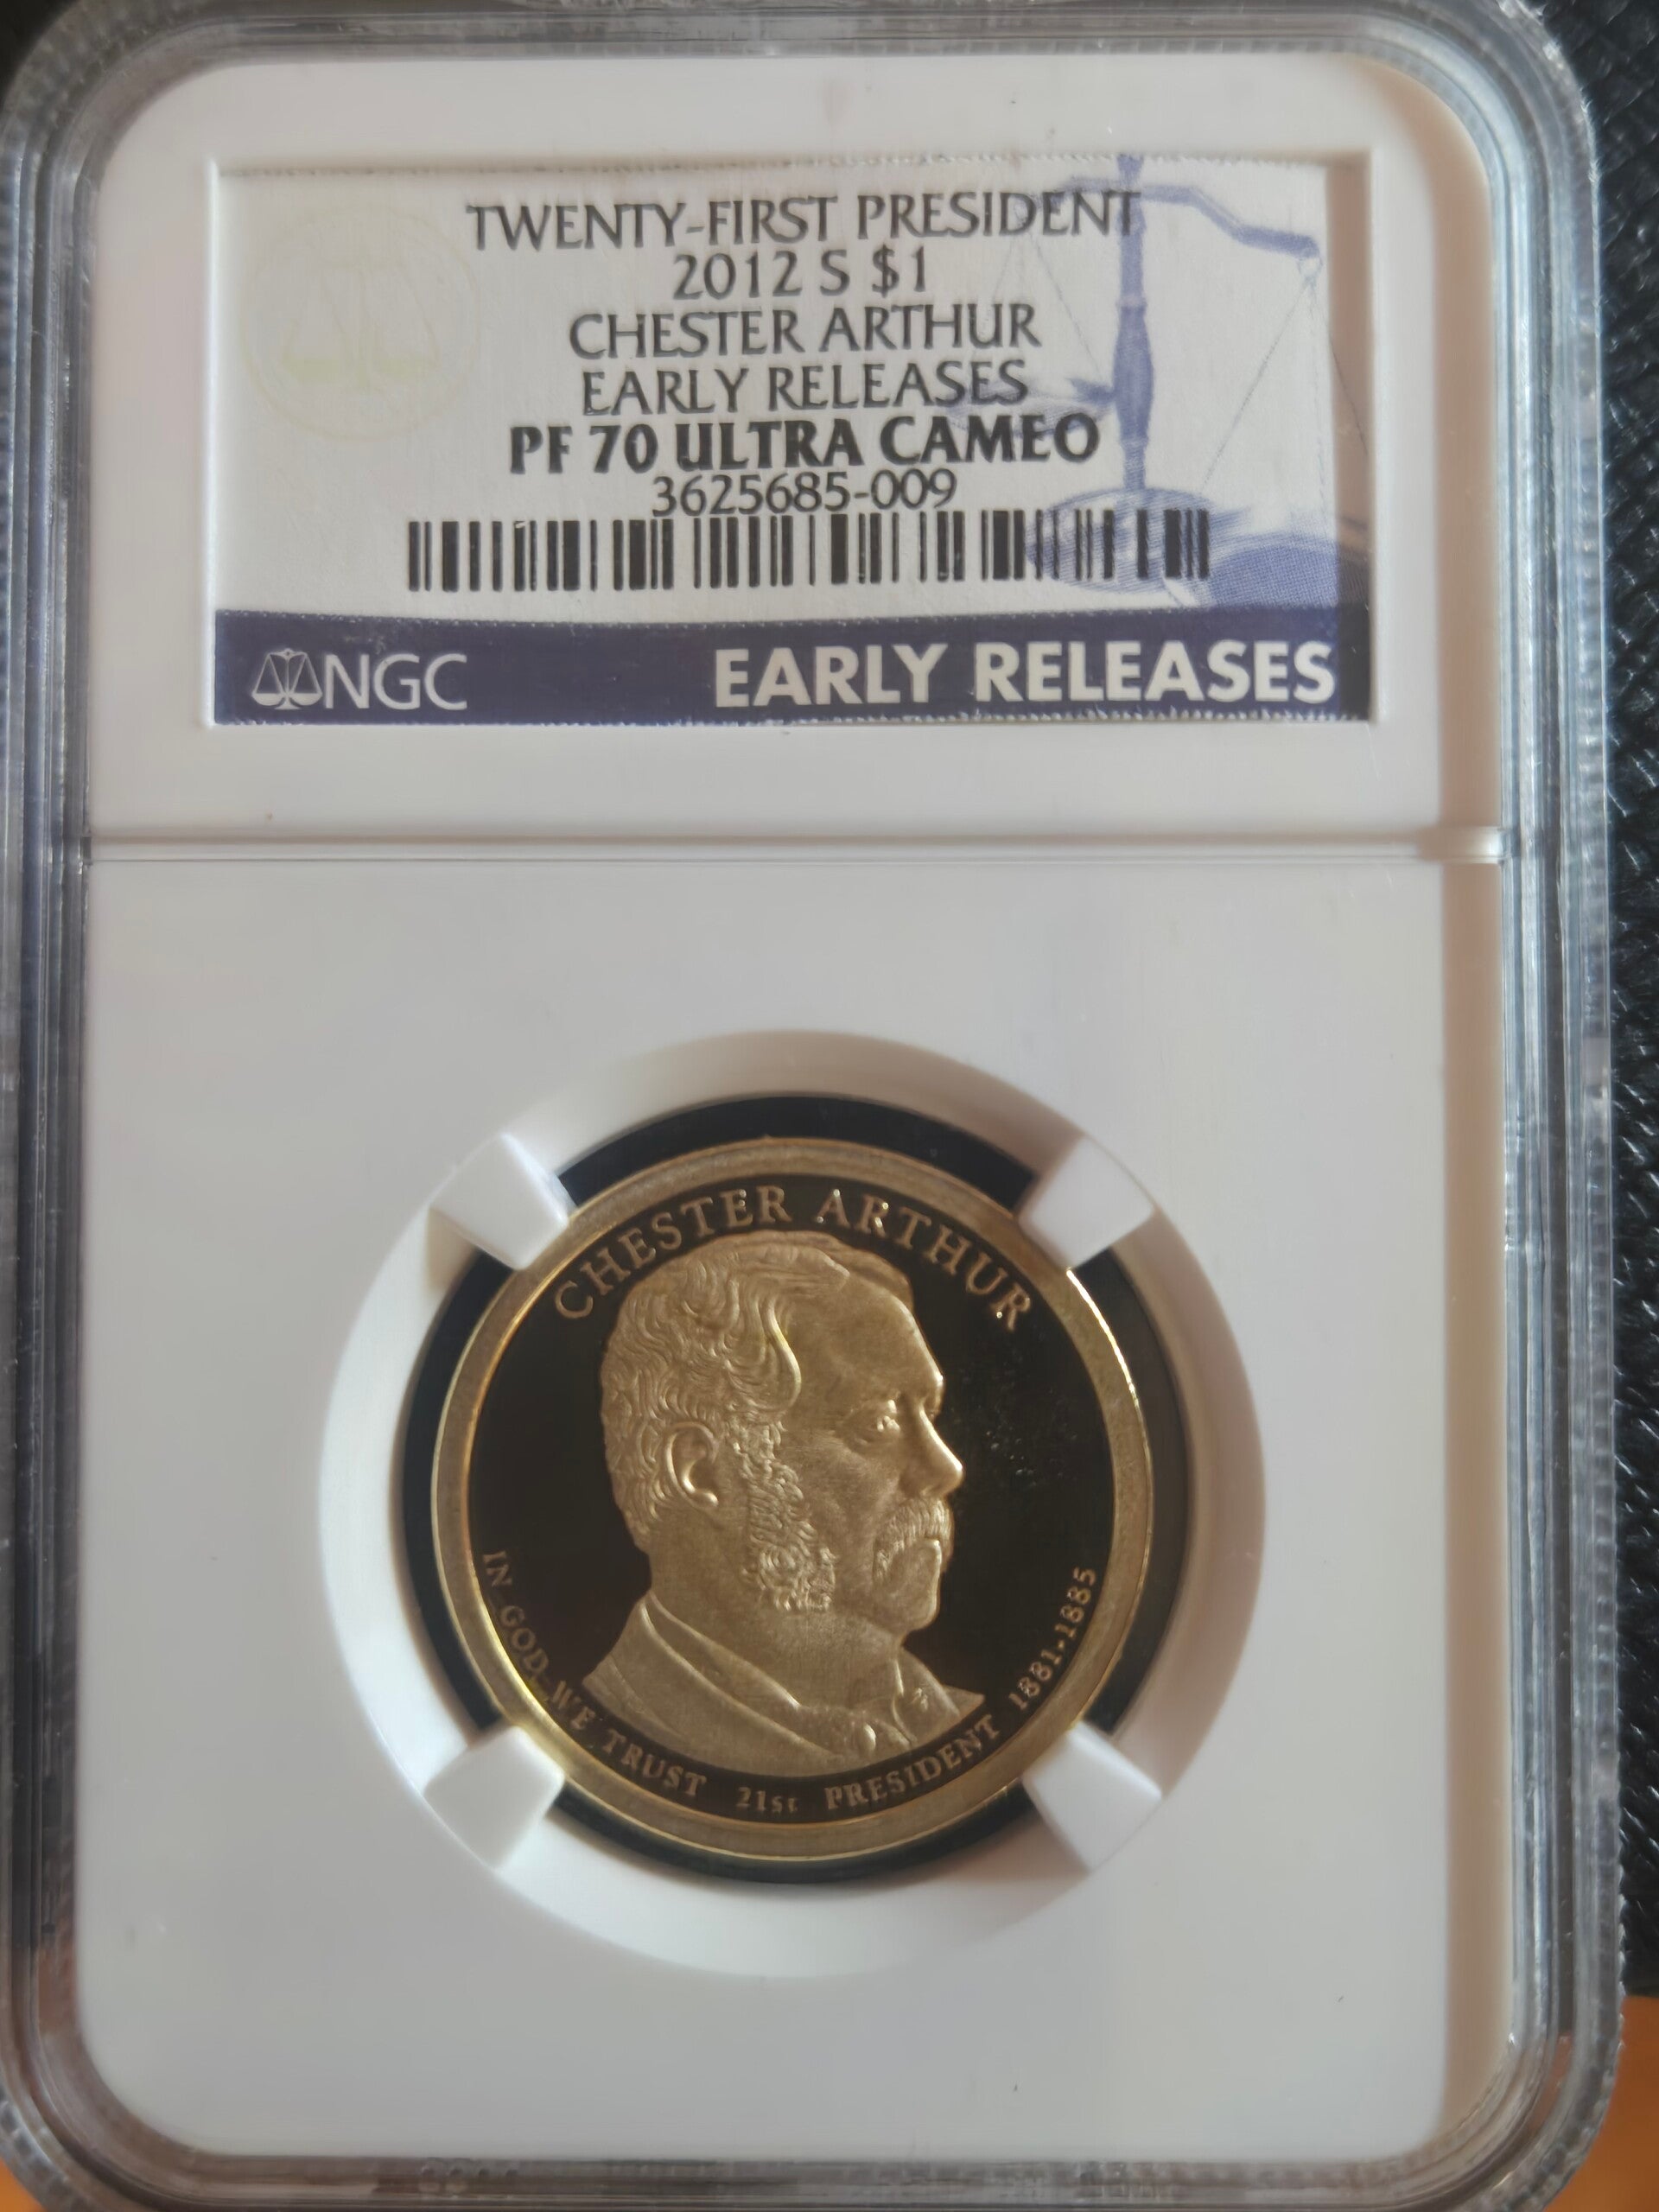 TWENTY-FIRST PRESIDENT
2012 S $1
CHESTER ARTHUR
EARLY RELEASES
PF 70 ULTRA CAMEO
3625685-009
NGC
EARLY RELEASES
CHESTER ARTHUR
IN GOD WE TRUST 21st PRESIDENT 1881-1885